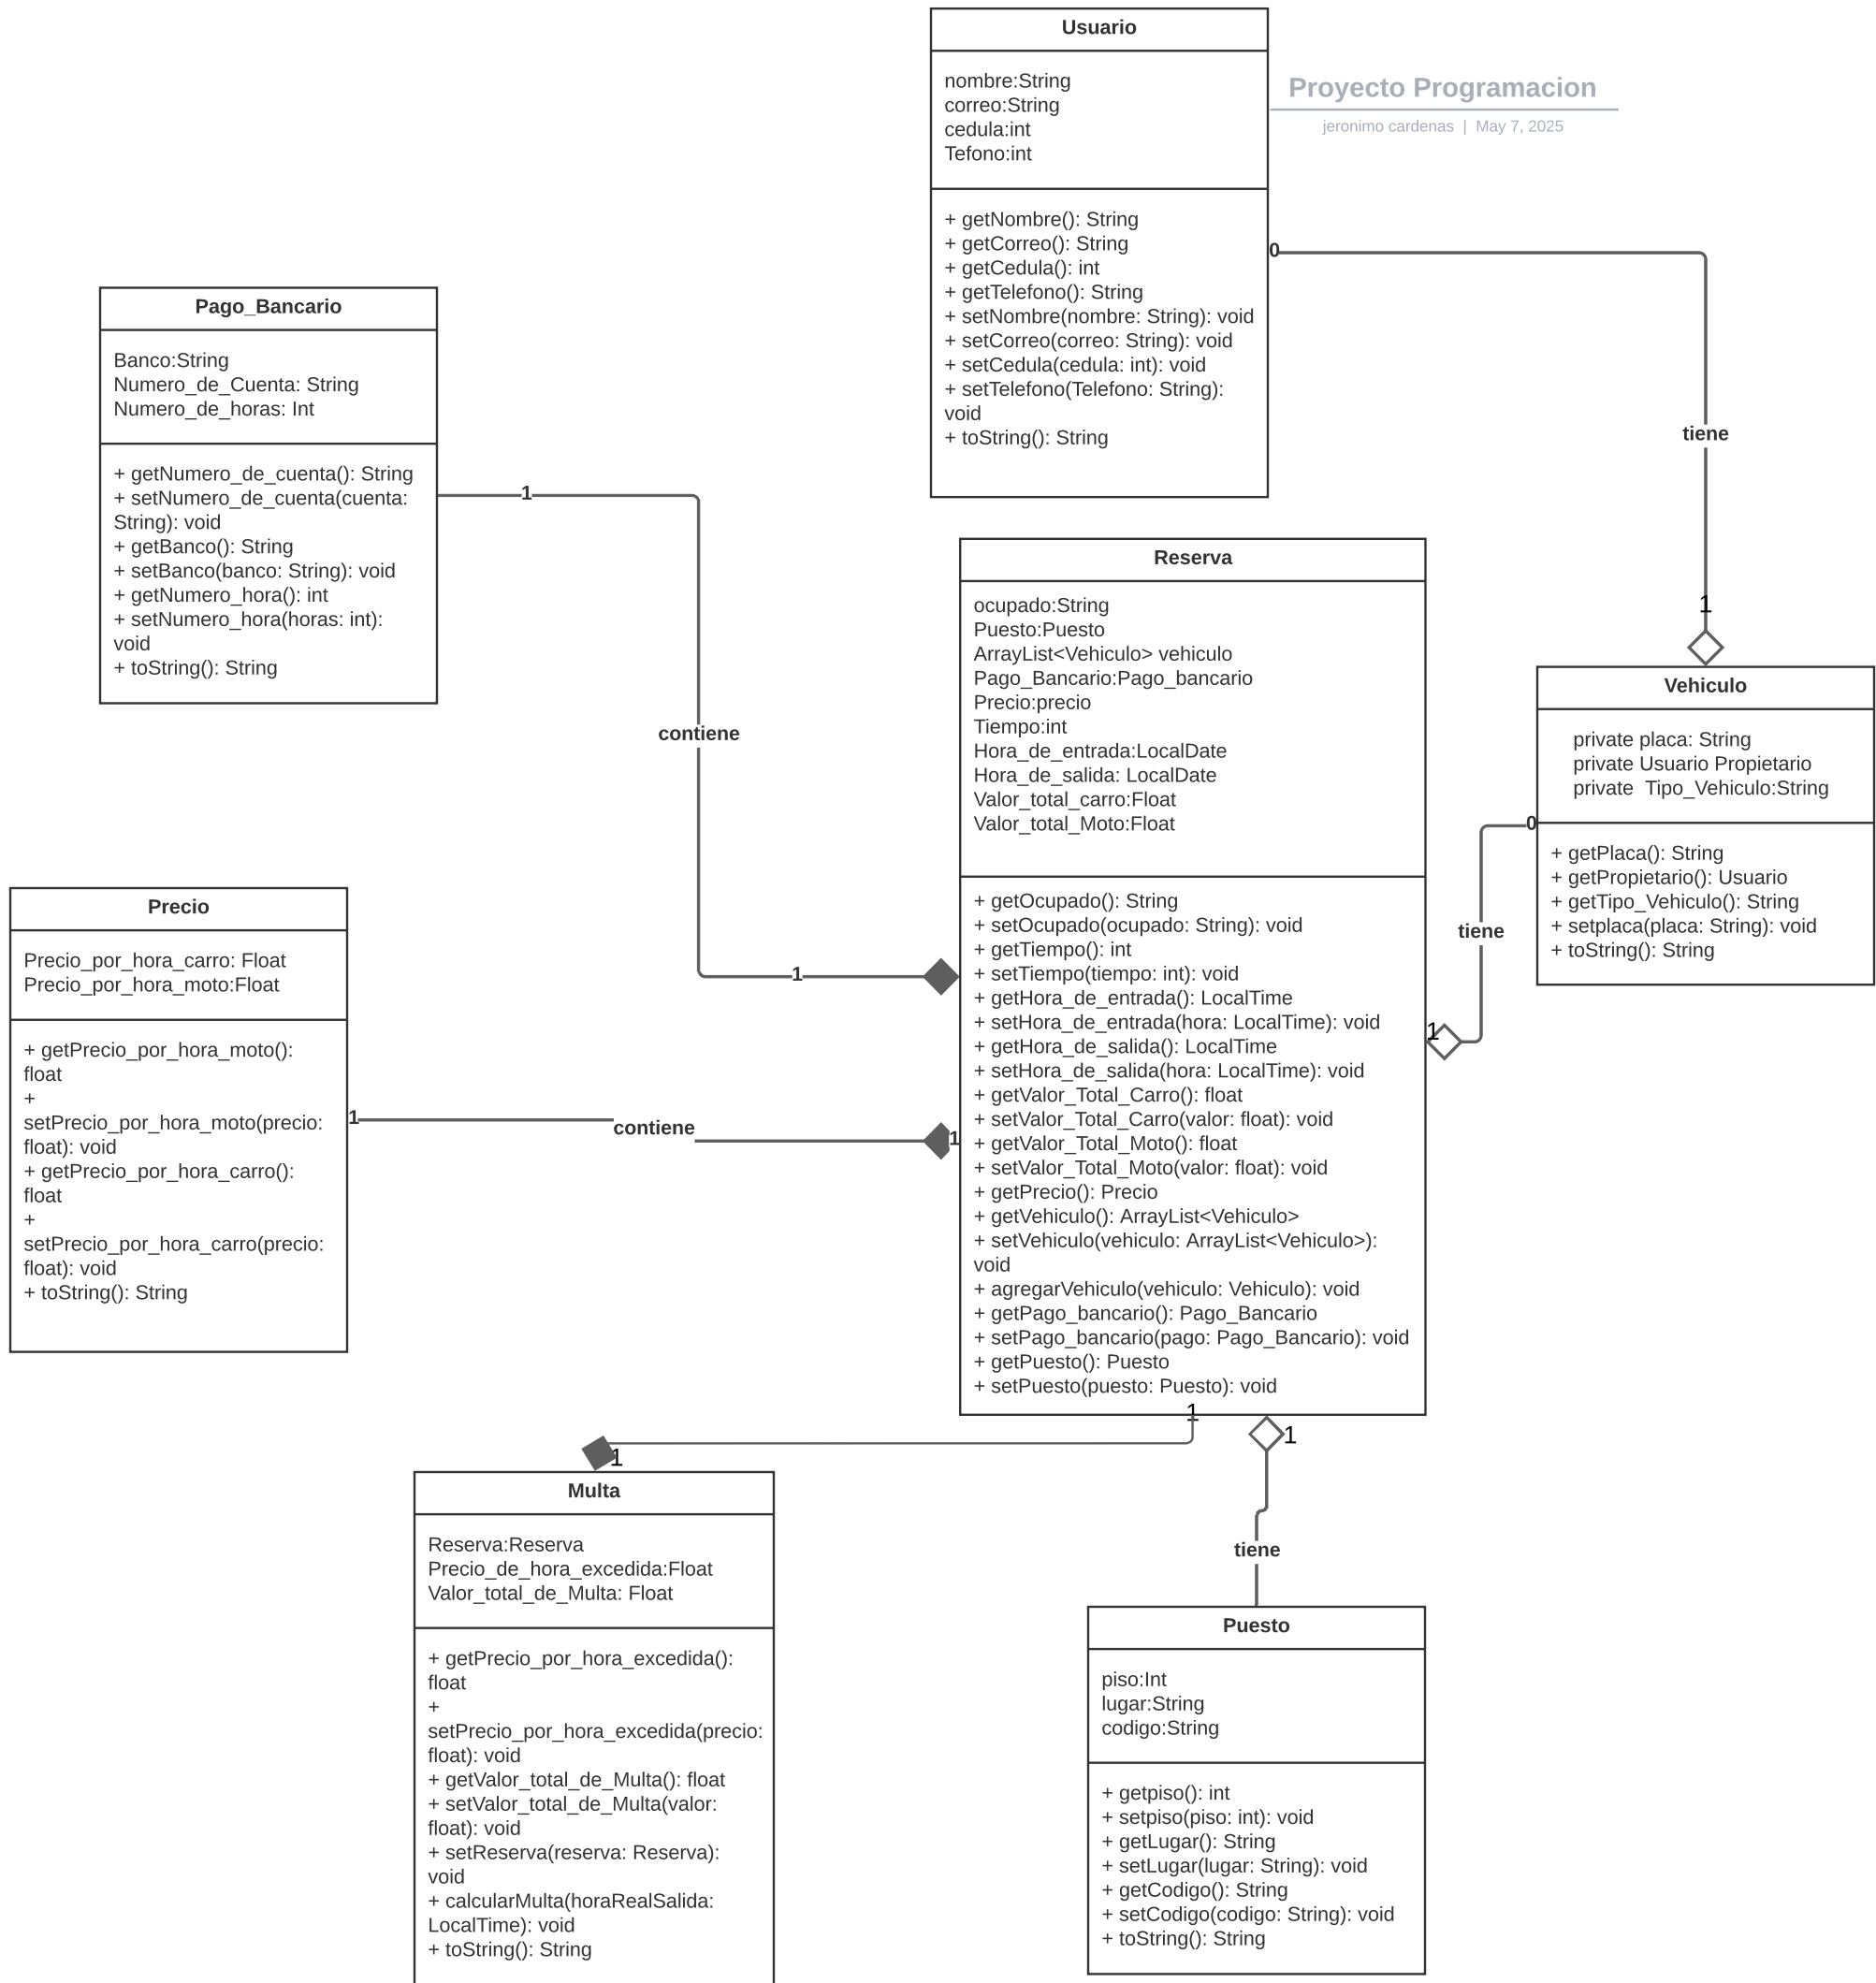 Usuario
nombre:String
correo:String
cedula:int
Tefono:int
+ getNombre(): String
+ getCorreo(): String
+ getCedula(): int
+ getTelefono(): String
+ setNombre(nombre: String): void
+ setCorreo(correo: String): void
+ setCedula(cedula: int): void
+ setTelefono(Telefono: String):
void
+ toString(): String
Proyecto Programacion
jeronimo cardenas | May 7, 2025
0
tiene
1
Pago_Bancario
Banco:String
Numero_de_Cuenta: String
Numero_de_horas: Int
+ getNumero_de_cuenta(): String
+ setNumero_de_cuenta(cuenta:
String): void
+ getBanco(): String
+ setBanco(banco: String): void
+ getNumero_hora(): int
+ setNumero_hora(horas: int):
void
+ toString(): String
1
contiene
1
Reserva
ocupado:String
Puesto:Puesto
ArrayList<Vehiculo> vehiculo
Pago_Bancario:Pago_bancario
Precio:precio
Tiempo:int
Hora_de_entrada:LocalDate
Hora_de_salida: LocalDate
Valor_total_carro:Float
Valor_total_Moto:Float
+ getOcupado(): String
+ setOcupado(ocupado: String): void
+ getTiempo(): int
+ setTiempo(tiempo: int): void
+ getHora_de_entrada(): LocalTime
+ setHora_de_entrada(hora: LocalTime): void
+ getHora_de_salida(): LocalTime
+ setHora_de_salida(hora: LocalTime): void
+ getValor_Total_Carro(): float
+ setValor_Total_Carro(valor: float): void
+ getValor_Total_Moto(): float
+ setValor_Total_Moto(valor: float): void
+ getPrecio(): Precio
+ getVehiculo(): ArrayList<Vehiculo>
+ setVehiculo(vehiculo: ArrayList<Vehiculo>):
void
+ agregarVehiculo(vehiculo: Vehiculo): void
+ getPago_bancario(): Pago_Bancario
+ setPago_bancario(pago: Pago_Bancario): void
+ getPuesto(): Puesto
+ setPuesto(puesto: Puesto): void
Vehiculo
private placa: String
private Usuario Propietario
private  Tipo_Vehiculo:String
+ getPlaca(): String
+ getPropietario(): Usuario
+ getTipo_Vehiculo(): String
+ setplaca(placa: String): void
+ toString(): String
0
tiene
1
Precio
Precio_por_hora_carro: Float
Precio_por_hora_moto:Float
+ getPrecio_por_hora_moto():
float
+
setPrecio_por_hora_moto(precio:
float): void
+ getPrecio_por_hora_carro():
float
+
setPrecio_por_hora_carro(precio:
float): void
+ toString(): String
1
contiene
1
1
1
Multa
Reserva:Reserva
Precio_de_hora_excedida:Float
Valor_total_de_Multa: Float
+ getPrecio_por_hora_excedida():
float
+
setPrecio_por_hora_excedida(precio:
float): void
+ getValor_total_de_Multa(): float
+ setValor_total_de_Multa(valor:
float): void
+ setReserva(reserva: Reserva):
void
+ calcularMulta(horaRealSalida:
LocalTime): void
+ toString(): String
1
tiene
Puesto
piso:Int
lugar:String
codigo:String
+ getpiso(): int
+ setpiso(piso: int): void
+ getLugar(): String
+ setLugar(lugar: String): void
+ getCodigo(): String
+ setCodigo(codigo: String): void
+ toString(): String